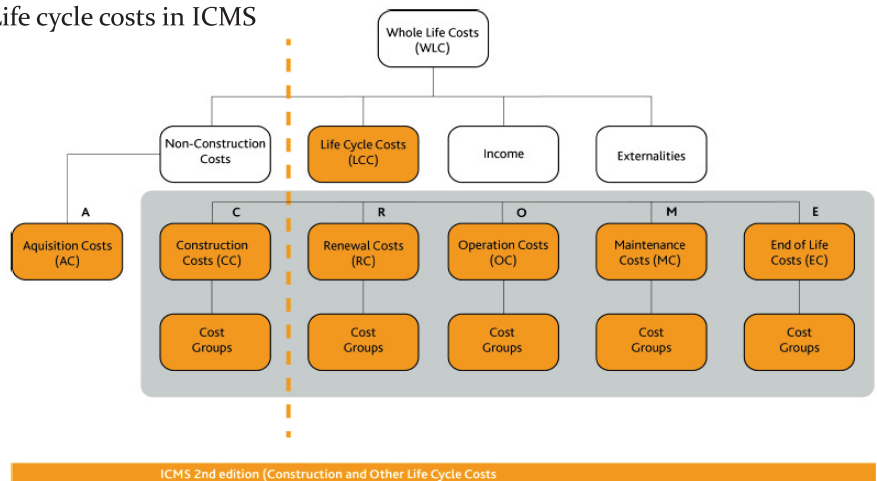 Life cycle costs in ICMS
Whole Life Costs
(WLC)
Non-Construction
Costs
Life Cycle Costs
(LCC)
Income
Externalities
A
C
R
O
M
E
Aquisition Costs
(AC)
Construction
Costs (CC)
Renewal Costs
(RC)
Operation Costs
(OC)
Maintenance
Costs (MC)
End of Life
Costs (EC)
Cost
Groups
Cost
Groups
Cost
Groups
Cost
Groups
Cost
Groups
ICMS 2nd edition (Construction and Other Life Cycle Costs